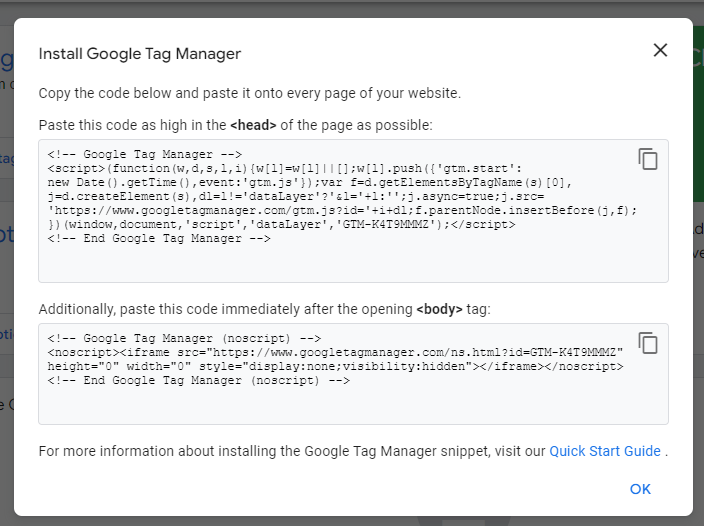 Install Google Tag Manager
Copy the code below and paste it onto every page of your website.
Paste this code as high in the <head> of the page as possible:
<!-- Google Tag Manager -->
<script>(function(w,d,s,l,i){w[l]=w[l]||[];w[l].push({'gtm.start':
new Date().getTime(),event:'gtm.js'});var f=d.getElementsByTagName(s)[0],
j=d.createElement(s),dl=l!='dataLayer'?'&l='+l:'';j.async=true;j.src=
'https://www.googletagmanager.com/gtm.js?id='+i+dl;f.parentNode.insertBefore(j,f);
})(window,document,'script','dataLayer','GTM-K4T9MMMZ');</script>
<!-- End Google Tag Manager -->
Additionally, paste this code immediately after the opening <body> tag:
<!-- Google Tag Manager (noscript) -->
<noscript><iframe src="https://www.googletagmanager.com/ns.html?id=GTM-K4T9MMMZ"
height="0" width="0" style="display:none;visibility:hidden"></iframe></noscript>
<!-- End Google Tag Manager (noscript) -->
For more information about installing the Google Tag Manager snippet, visit our Quick Start Guide .
OK